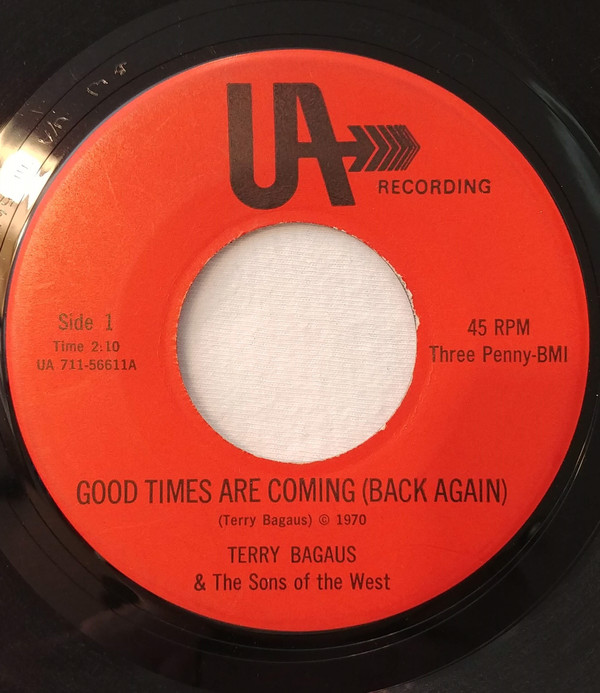 UA
RECORDING
Side 1
Time 2:10
UA 711-56611A
45 RPM
Three Penny-BMI
GOOD TIMES ARE COMING (BACK AGAIN)
(Terry Bagaus) © 1970
TERRY BAGAUS
& The Sons of the West